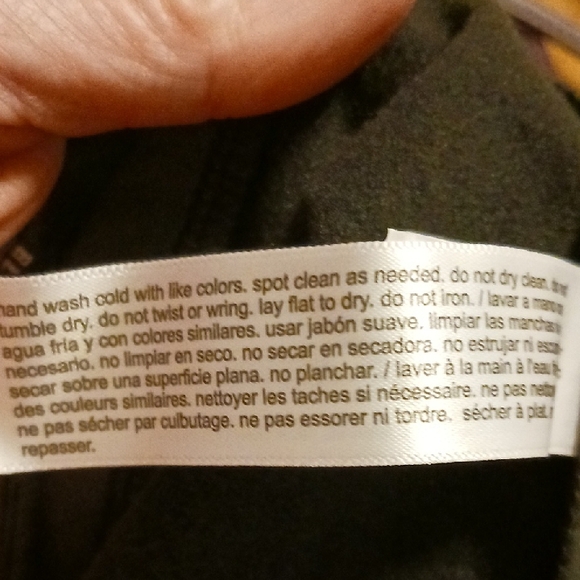 hand wash cold with like colors. spot clean as needed. do not dry clean. do not
tumble dry. do not twist or wring. lay flat to dry. do not iron. / lavar a mano
agua fría y con colores similares. usar jabón suave. limpiar las manchas
necesario. no limpiar en seco. no secar en secadora. no estrujar ni
secar sobre una superficie plana. no planchar. / laver à la main à l'eau
des couleurs similaires. nettoyer les taches si nécessaire. ne pas
ne pas sécher par culbutage. ne pas essorer ni tordre. sécher à plat.
repasser.